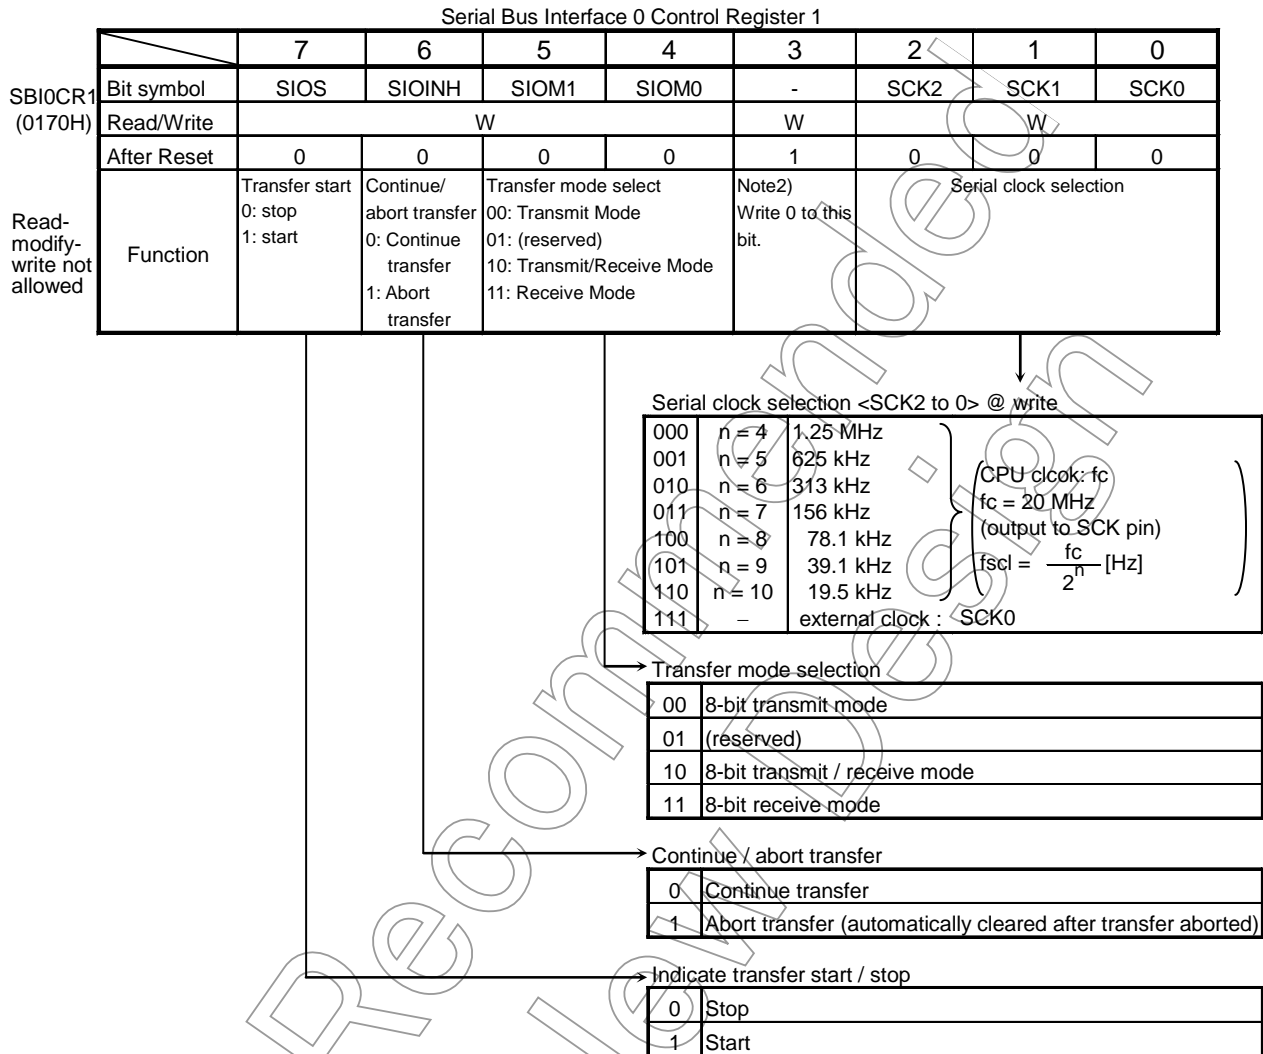 Serial Bus Interface 0 Control Register 1
7 6 5 4 3 2 1 0
SBI0CR1
(0170H)
Bit symbol SIOS SIOINH SIOM1 SIOM0 - SCK2 SCK1 SCK0
Read/Write W W W
After Reset 0 0 0 0 1 0 0 0
Read-
modify-
write not
allowed
Function
Transfer start
0: stop
1: start
Continue/
abort transfer
0: Continue
transfer
1: Abort
transfer
Transfer mode select
00: Transmit Mode
01: (reserved)
10: Transmit/Receive Mode
11: Receive Mode
Note2)
Write 0 to this
bit.
Serial clock selection
Serial clock selection <SCK2 to 0> @ write
000 n = 4 1.25 MHz
001 n = 5 625 kHz
010 n = 6 313 kHz
011 n = 7 156 kHz
100 n = 8 78.1 kHz
101 n = 9 39.1 kHz
110 n = 10 19.5 kHz
111 – external clock : SCK0
CPU clcok: fc
fc = 20 MHz
(output to SCK pin)
fscl = fc/2^n [Hz]
Transfer mode selection
00 8-bit transmit mode
01 (reserved)
10 8-bit transmit / receive mode
11 8-bit receive mode
Continue / abort transfer
0 Continue transfer
1 Abort transfer (automatically cleared after transfer aborted)
Indicate transfer start / stop
0 Stop
1 Start
Recommended
Design